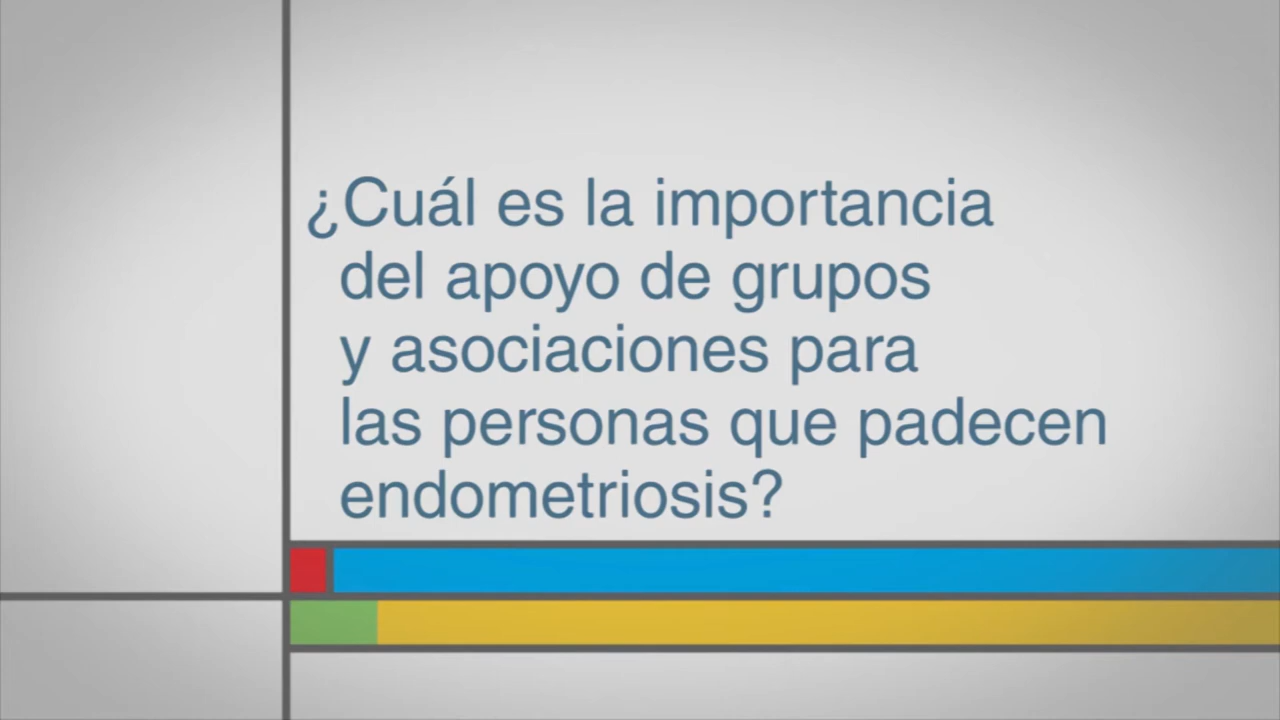 ¿Cuál es la importancia
del apoyo de grupos
y asociaciones para
las personas que padecen
endometriosis?